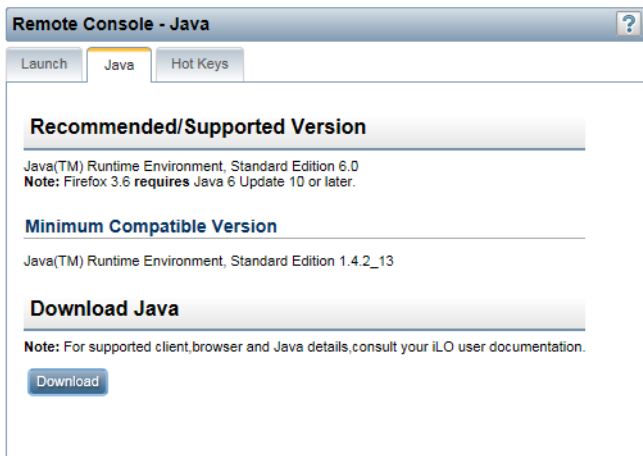 Remote Console - Java
?
Launch Java Hot Keys
Recommended/Supported Version
Java(TM) Runtime Environment, Standard Edition 6.0
Note: Firefox 3.6 requires Java 6 Update 10 or later.
Minimum Compatible Version
Java(TM) Runtime Environment, Standard Edition 1.4.2_13
Download Java
Note: For supported client,browser and Java details,consult your iLO user documentation.
Download